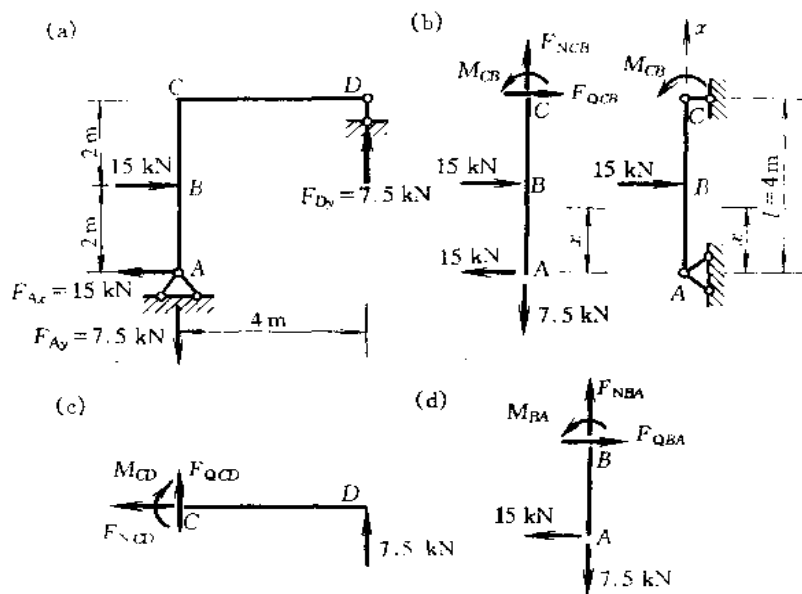 (a)
C
D
2 m
15 kN
B
F_Dy = 7.5 kN
2 m
A
F_Ax = 15 kN
4 m
F_Ay = 7.5 kN
(b)
F_NCB
M_CB
F_QCB
C
15 kN
B
x
15 kN
A
7.5 kN
x
M_CB
C
15 kN
B
l = 4 m
x
A
(c)
M_CD
F_QCD
D
C
F_NCD
7.5 kN
(d)
F_NBA
M_BA
F_QBA
B
15 kN
A
7.5 kN